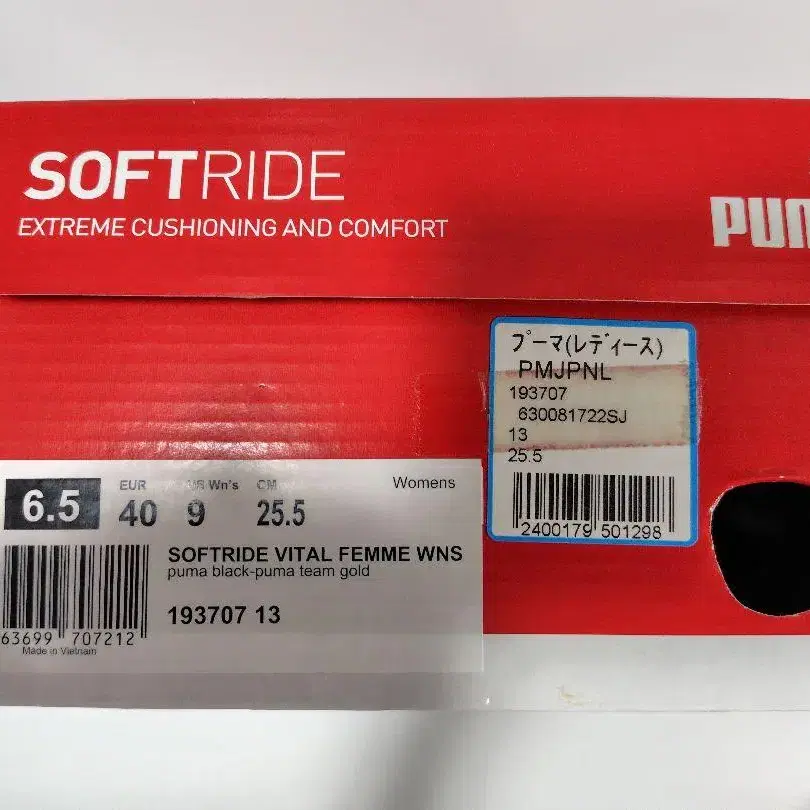 SOFTRIDE
EXTREME CUSHIONING AND COMFORT
PUM
プーマ(レディース)
PMJPNL
193707
630081722SJ
13
25.5
2400179 501298
Womens
EUR Wn's CM
6.5 40 9 25.5
SOFTRIDE VITAL FEMME WNS
puma black-puma team gold
193707 13
63699 707212
Made in Vietnam